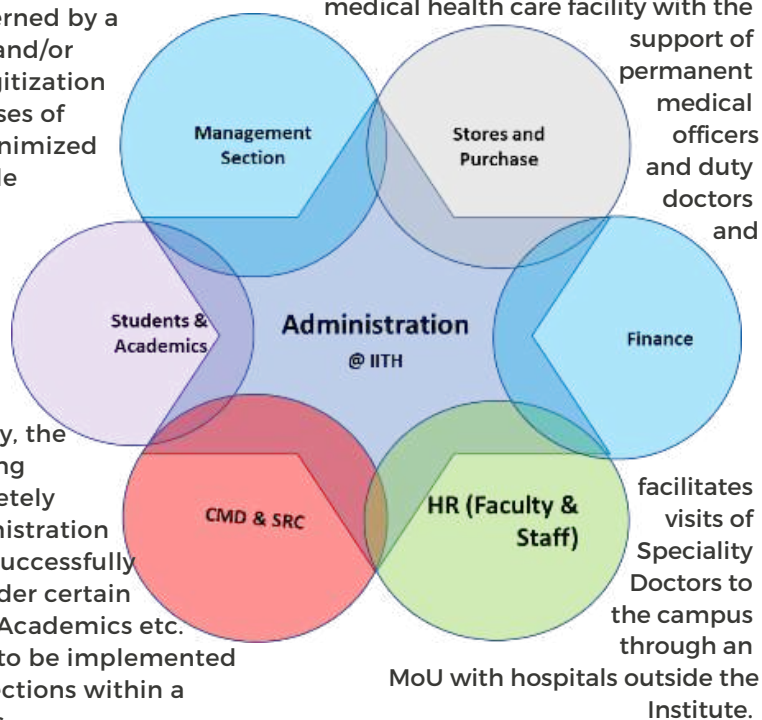 erned by a
and/or
gitization
ses of
nimized
le
medical health care facility with the
support of
permanent
medical
officers
and duty
doctors
and
Management
Section
Stores and
Purchase
Students &
Academics
Administration
@ IITH
Finance
CMD & SRC
HR (Faculty &
Staff)
y, the
ng
etely
nistration
uccessfully
der certain
Academics etc.
to be implemented
ections within a
facilitates
visits of
Speciality
Doctors to
the campus
through an
MoU with hospitals outside the
Institute.